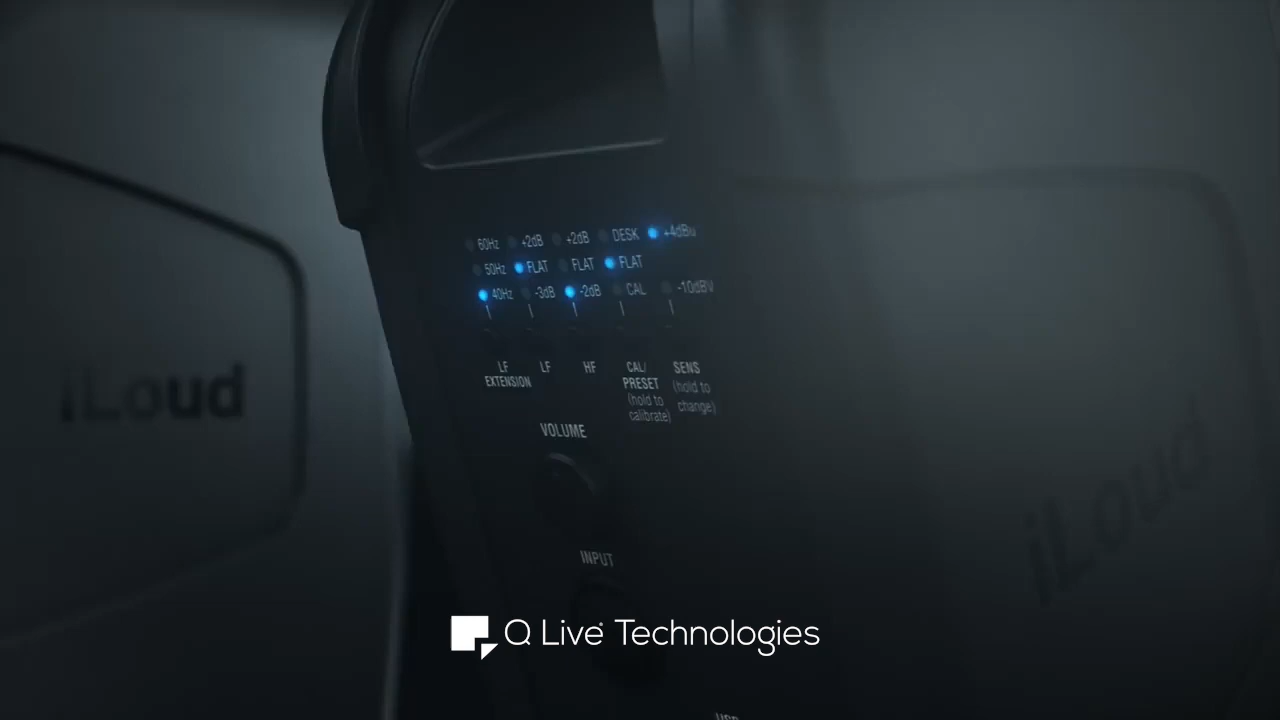 60Hz +2dB +2dB DESK +4dBu
50Hz FLAT FLAT FLAT
40Hz -3dB -2dB CAL -10dBV
LF EXTENSION
LF
HF
CAL/
PRESET
(hold to
calibrate)
SENS
(hold to
change)
VOLUME
INPUT
iLoud
iLoud
Q Live Technologies